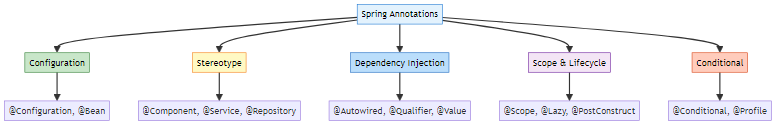 Spring Annotations
Configuration
Stereotype
Dependency Injection
Scope & Lifecycle
Conditional
@Configuration, @Bean
@Component, @Service, @Repository
@Autowired, @Qualifier, @Value
@Scope, @Lazy, @PostConstruct
@Conditional, @Profile